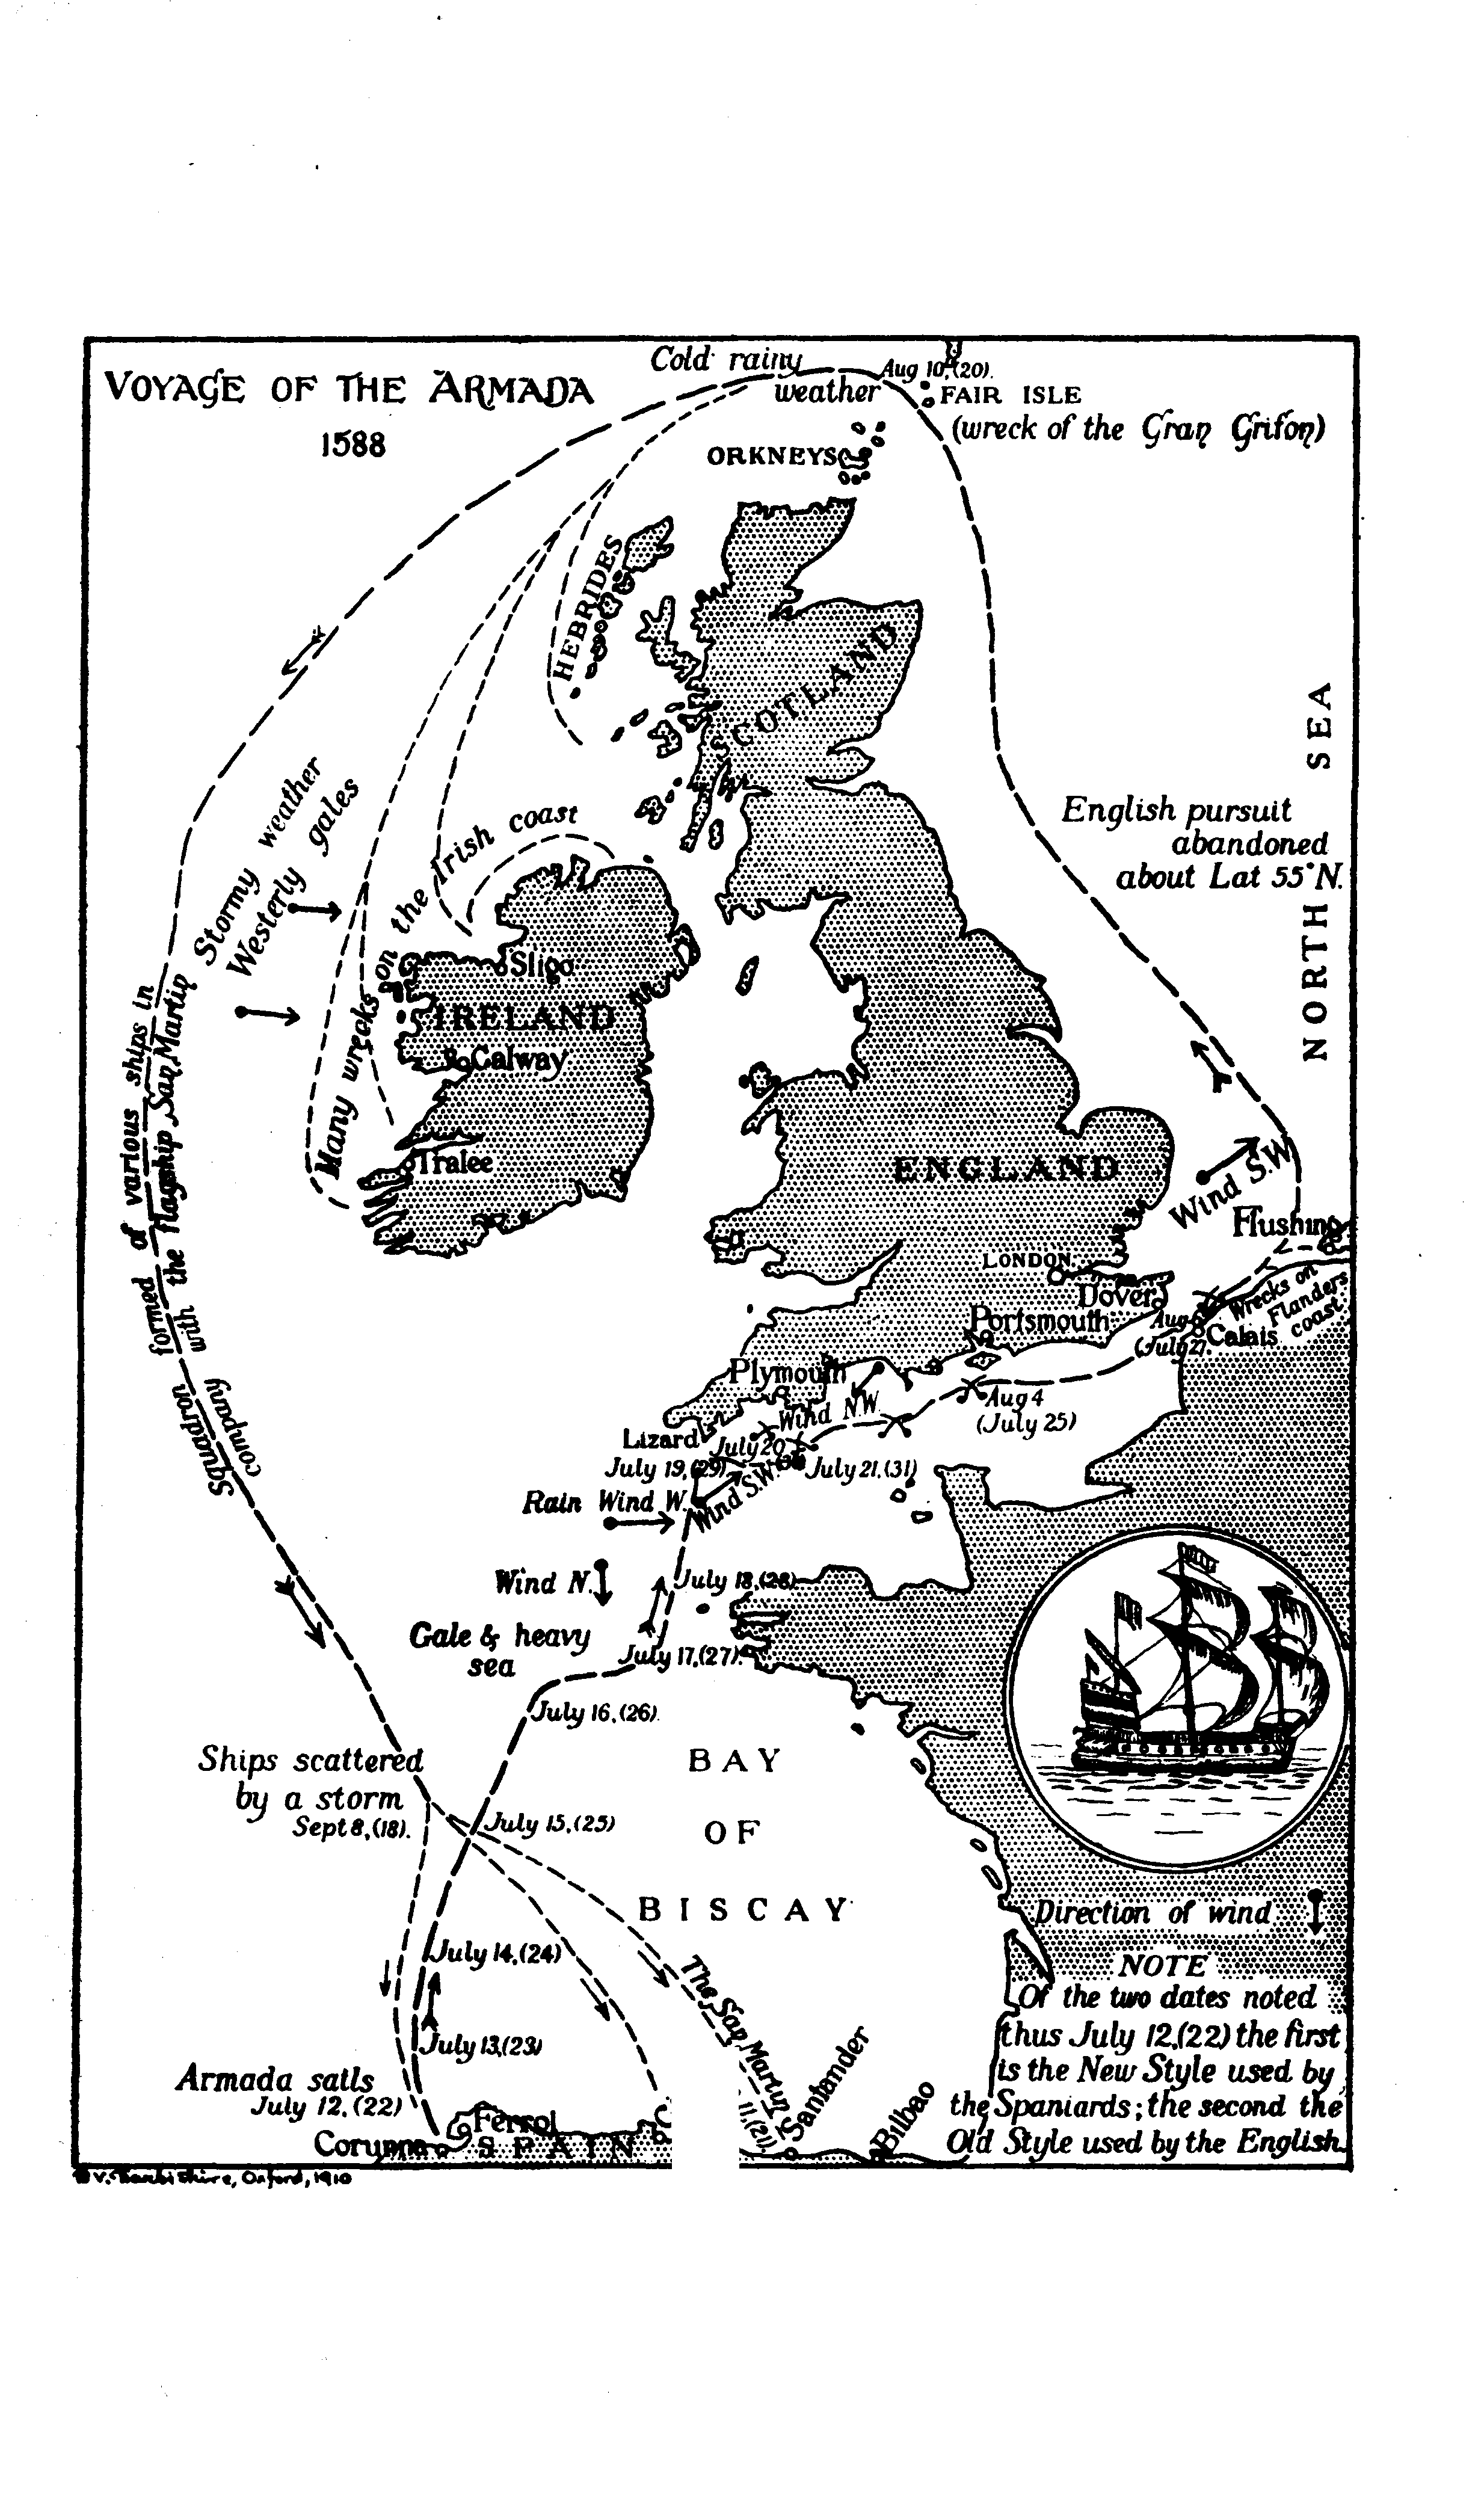 VOYAGE OF THE ARMADA
1588
Cold rainy
weather
Aug 10,(20).
FAIR ISLE
(wreck of the Gran Grifon)
ORKNEYS
HEBRIDES
SCOTLAND
NORTH SEA
English pursuit
abandoned
about Lat 55°N.
Stormy weather
Westerly gales
Many wrecks on the Irish coast
Sligo
IRELAND
Galway
Tralee
ENGLAND
Wind S.W.
Flushing
LONDON
Dover
Portsmouth
Aug 6
(July 27).
Calais
Wrecks on
Flanders
coast.
Plymouth
Wind NW.
Aug 4
(July 25)
Lizard
July 20
July 19,(29).
July 21.(31)
Rain Wind W.
Wind S.W.
Squadron formed of various ships in
company with the flagship San Martin
Wind N.
July 18,(28)
Gale & heavy
sea
July 17,(27).
July 16,(26).
Ships scattered
by a storm
Sept 8,(18).
July 15,(25)
BAY
OF
BISCAY
July 14,(24)
July 13,(23)
Armada sails
July 12,(22)
Ferrol
Corunna
SPAIN
The San Martin
11,(21).
Santander
Bilbao
Direction of wind
NOTE
Of the two dates noted
thus July 12,(22) the first
is the New Style used by
the Spaniards; the second the
Old Style used by the English.
Oxford, 1910